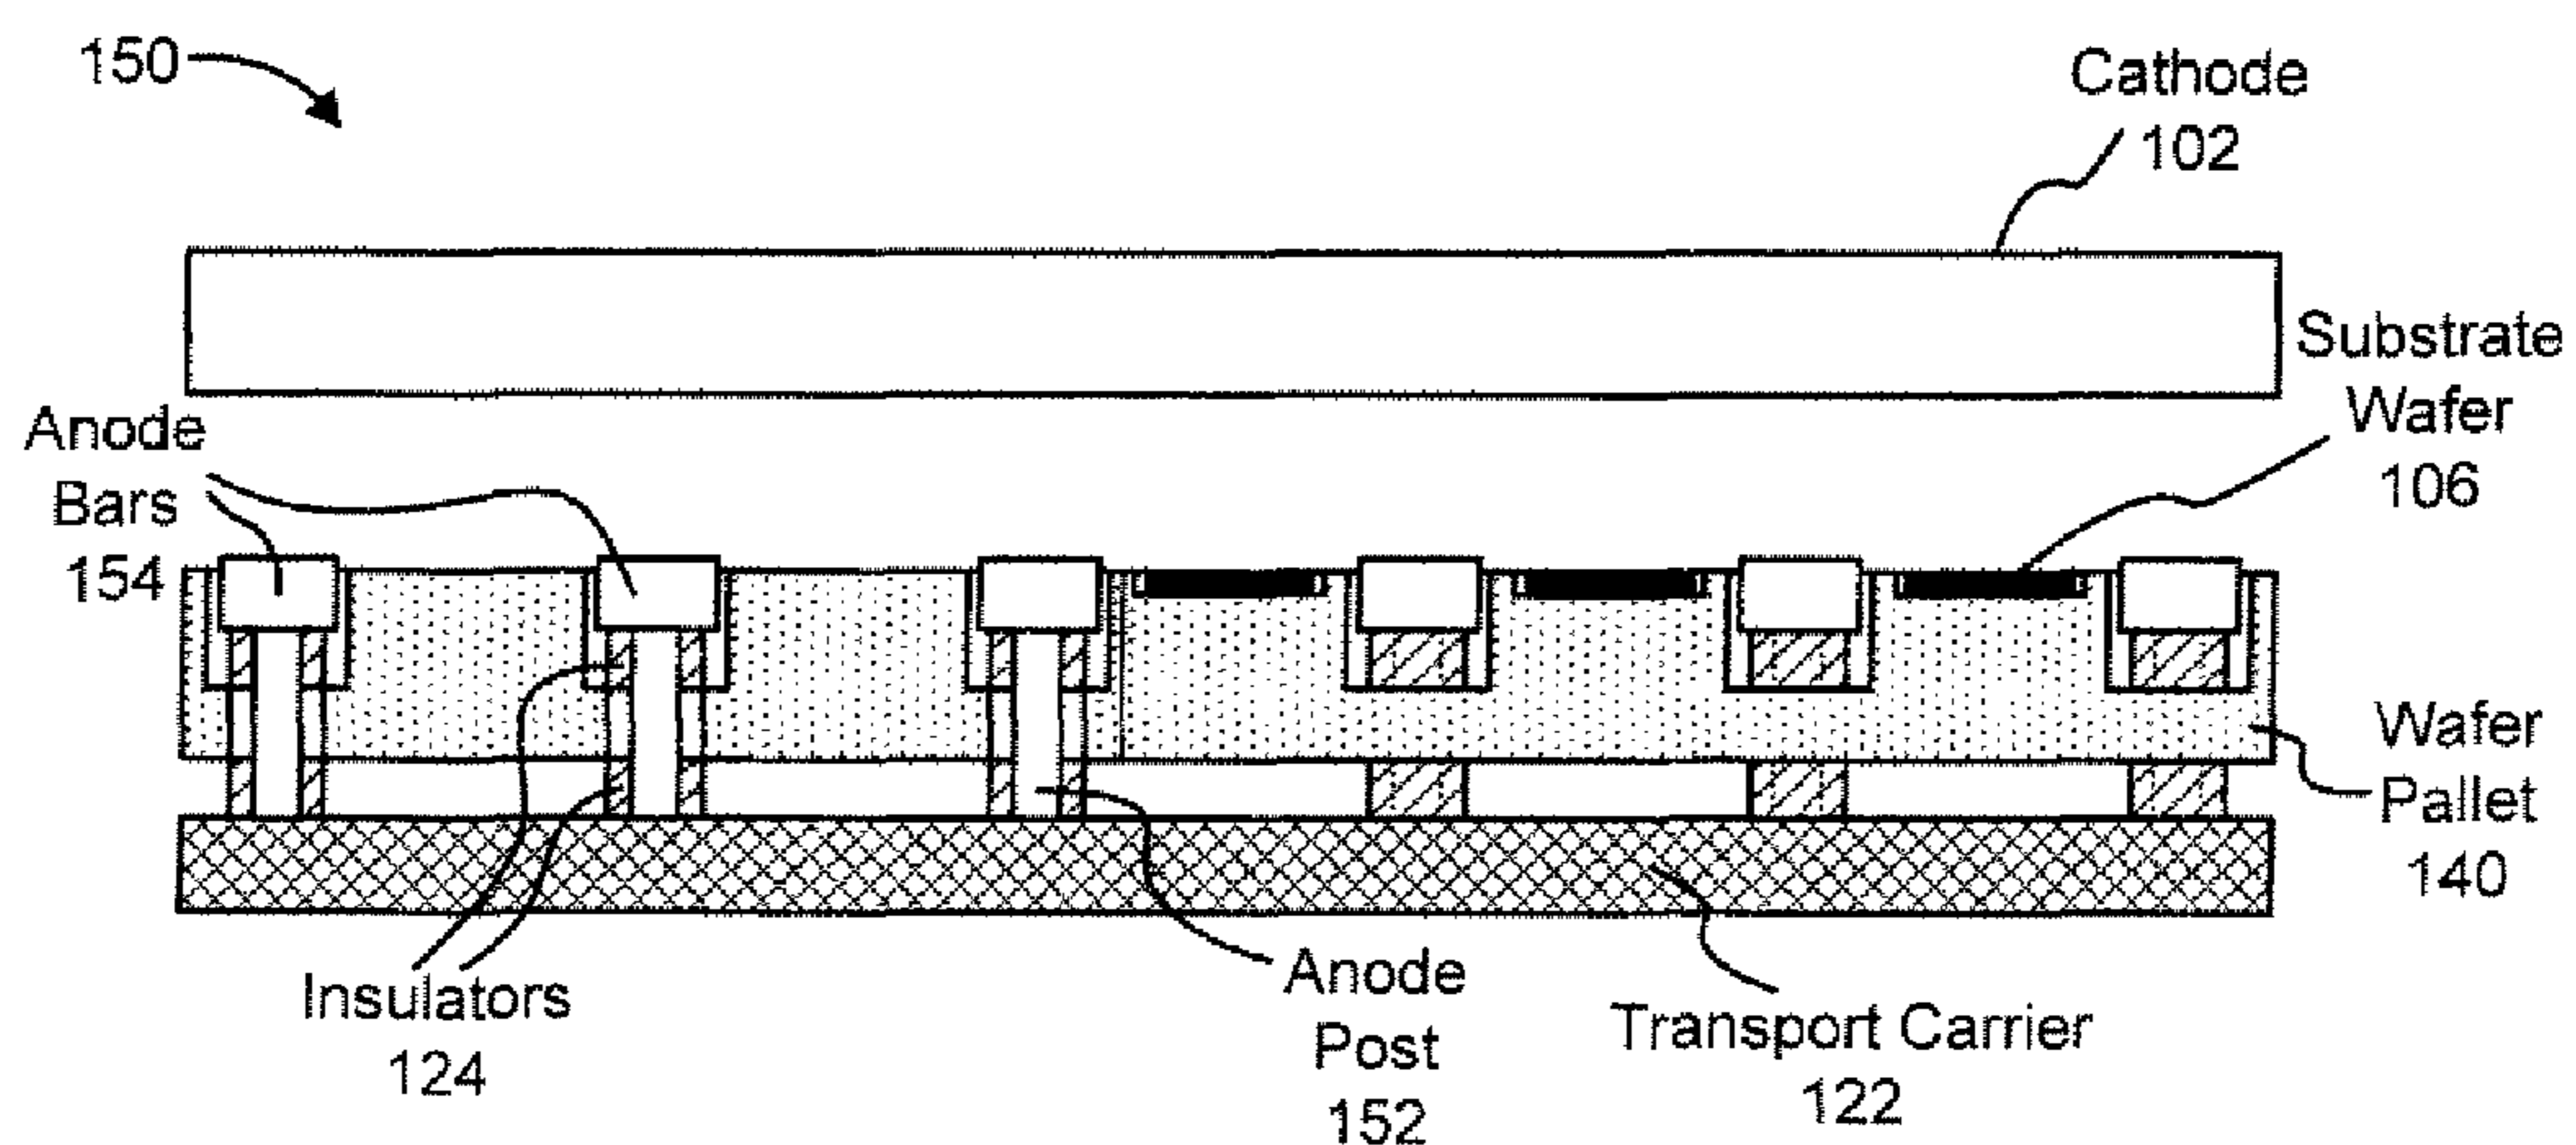 150
Cathode
102
Substrate
Wafer
106
Anode
Bars
154
Wafer
Pallet
140
Insulators
124
Anode
Post
152
Transport Carrier
122